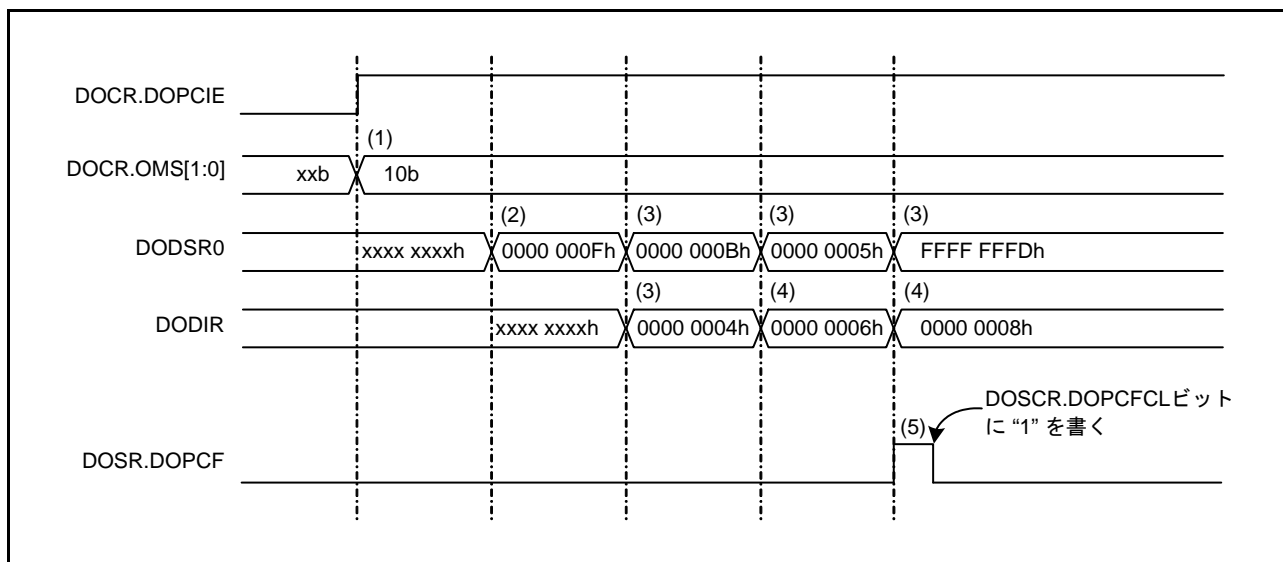 DOCR.DOPCIE
(1)
DOCR.OMS[1:0] xxb 10b
(2) (3) (3) (3)
DODSR0 xxxx xxxxh 0000 000Fh 0000 000Bh 0000 0005h FFFF FFFDh
(3) (4) (4)
DODIR xxxx xxxxh 0000 0004h 0000 0006h 0000 0008h
DOSCR.DOPCFCLビット
に “1” を書く
(5)
DOSR.DOPCF